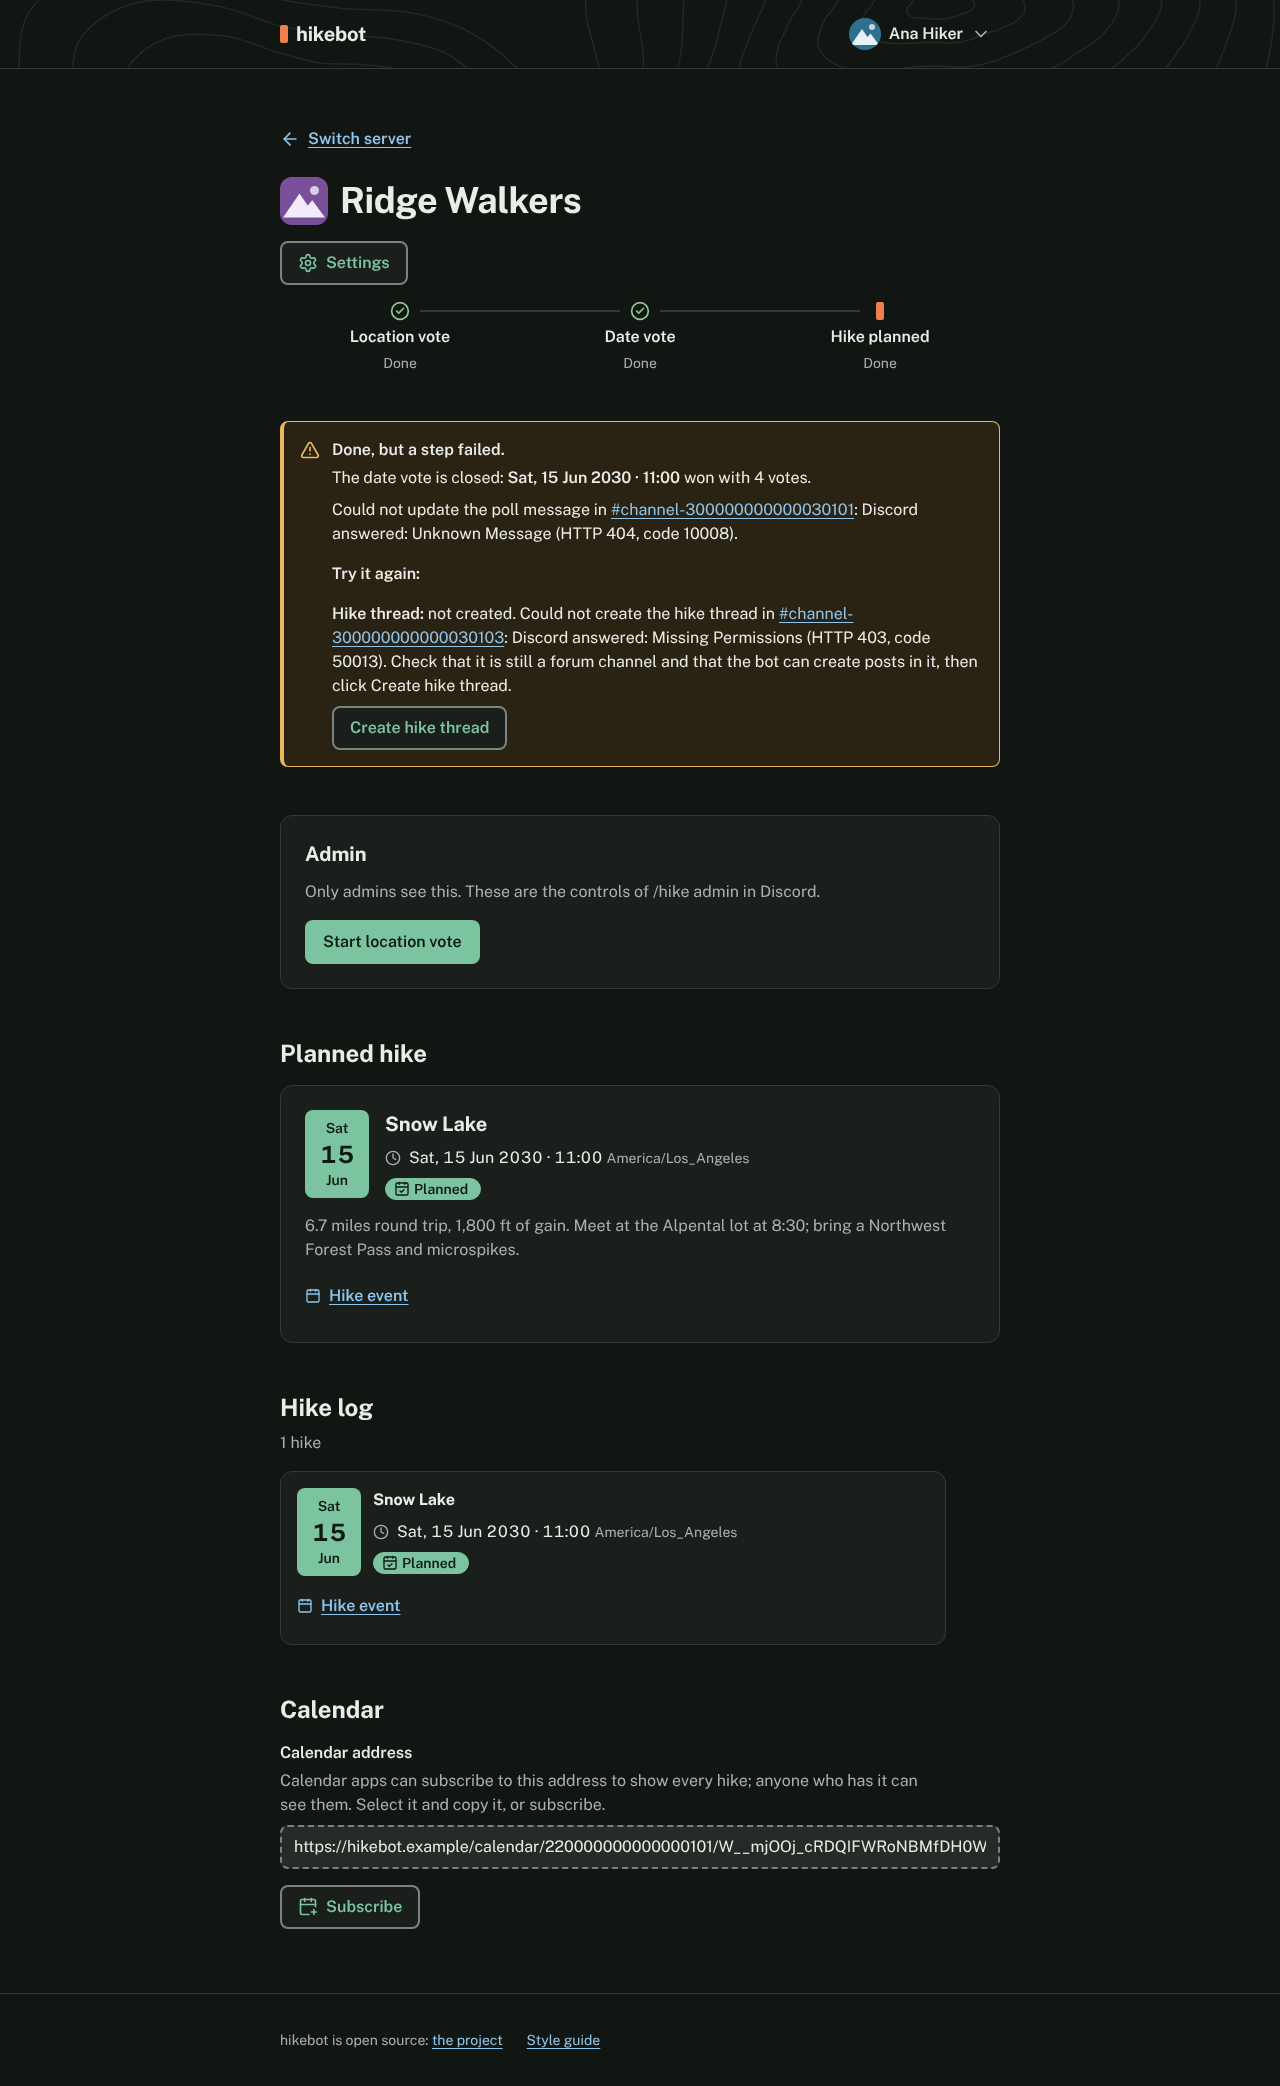 hikebot
Ana Hiker
Switch server
Ridge Walkers
Settings
Location vote
Done
Date vote
Done
Hike planned
Done
Done, but a step failed.
The date vote is closed: Sat, 15 Jun 2030 · 11:00 won with 4 votes.
Could not update the poll message in #channel-300000000000030101: Discord
answered: Unknown Message (HTTP 404, code 10008).
Try it again:
Hike thread: not created. Could not create the hike thread in #channel-
300000000000030103: Discord answered: Missing Permissions (HTTP 403, code
50013). Check that it is still a forum channel and that the bot can create posts in it, then
click Create hike thread.
Create hike thread
Admin
Only admins see this. These are the controls of /hike admin in Discord.
Start location vote
Planned hike
Sat
15
Jun
Snow Lake
Sat, 15 Jun 2030 · 11:00 America/Los_Angeles
Planned
6.7 miles round trip, 1,800 ft of gain. Meet at the Alpental lot at 8:30; bring a Northwest
Forest Pass and microspikes.
Hike event
Hike log
1 hike
Sat
15
Jun
Snow Lake
Sat, 15 Jun 2030 · 11:00 America/Los_Angeles
Planned
Hike event
Calendar
Calendar address
Calendar apps can subscribe to this address to show every hike; anyone who has it can
see them. Select it and copy it, or subscribe.
https://hikebot.example/calendar/220000000000000101/W__mjOOj_cRDQIFWRoNBMfDH0W
Subscribe
hikebot is open source: the project
Style guide